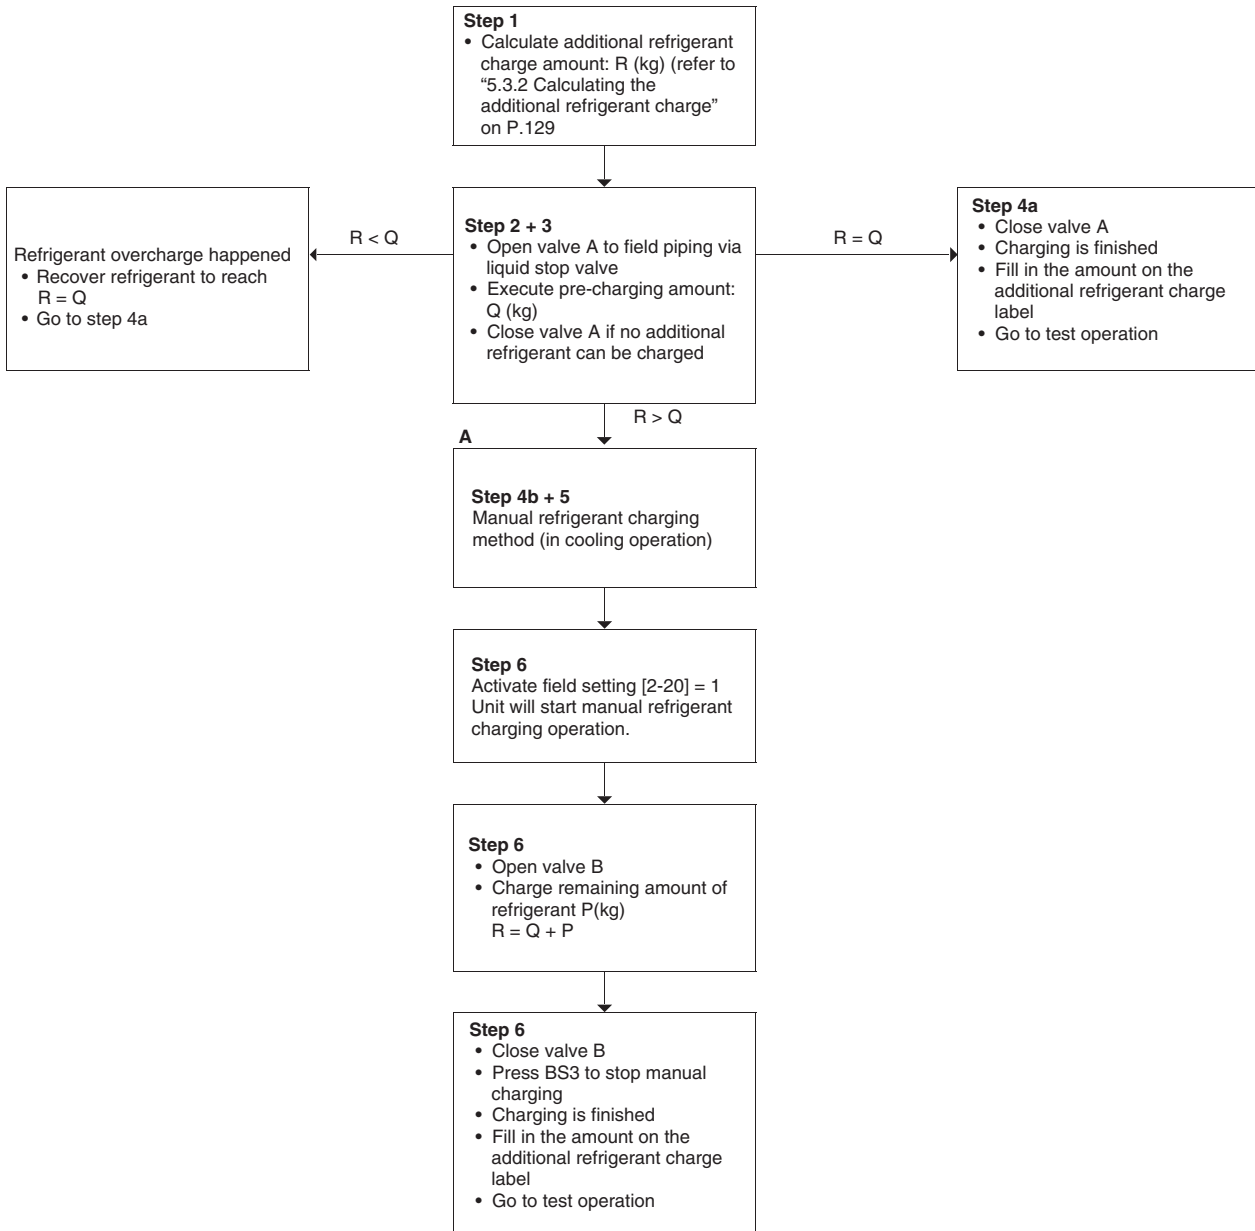 Step 1
• Calculate additional refrigerant
charge amount: R (kg) (refer to
“5.3.2 Calculating the
additional refrigerant charge”
on P.129
Refrigerant overcharge happened
• Recover refrigerant to reach
R = Q
• Go to step 4a
R < Q
Step 2 + 3
• Open valve A to field piping via
liquid stop valve
• Execute pre-charging amount:
Q (kg)
• Close valve A if no additional
refrigerant can be charged
R = Q
Step 4a
• Close valve A
• Charging is finished
• Fill in the amount on the
additional refrigerant charge
label
• Go to test operation
R > Q
A
Step 4b + 5
Manual refrigerant charging
method (in cooling operation)
Step 6
Activate field setting [2-20] = 1
Unit will start manual refrigerant
charging operation.
Step 6
• Open valve B
• Charge remaining amount of
refrigerant P(kg)
R = Q + P
Step 6
• Close valve B
• Press BS3 to stop manual
charging
• Charging is finished
• Fill in the amount on the
additional refrigerant charge
label
• Go to test operation